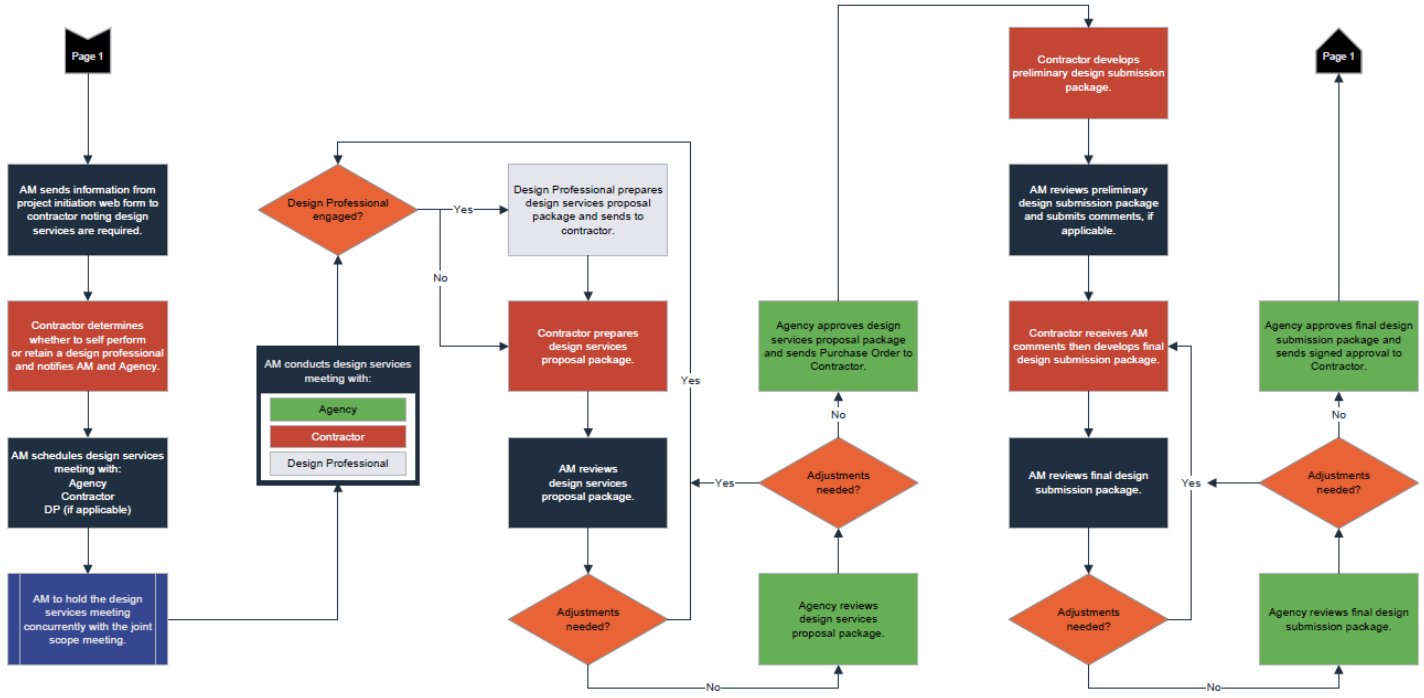 Page 1
AM sends information from
project initiation web form to
contractor noting design
services are required.
Contractor determines
whether to self perform
or retain a design professional
and notifies AM and Agency.
AM schedules design services
meeting with:
Agency
Contractor
DP (if applicable)
AM to hold the design
services meeting
concurrently with the joint
scope meeting.
AM conducts design services
meeting with:
Agency
Contractor
Design Professional
Design Professional
engaged?
Yes
No
Design Professional prepares
design services proposal
package and sends to
contractor.
Contractor prepares
design services
proposal package.
AM reviews
design services
proposal package.
Adjustments
needed?
Yes
No
Agency reviews
design services
proposal package.
Adjustments
needed?
Yes
No
Agency approves design
services proposal package
and sends Purchase Order to
Contractor.
Contractor develops
preliminary design submission
package.
AM reviews preliminary
design submission package
and submits comments, if
applicable.
Contractor receives AM
comments then develops final
design submission package.
AM reviews final design
submission package.
Adjustments
needed?
Yes
No
Agency reviews final design
submission package.
Adjustments
needed?
No
Agency approves final design
submission package and
sends signed approval to
Contractor.
Page 1